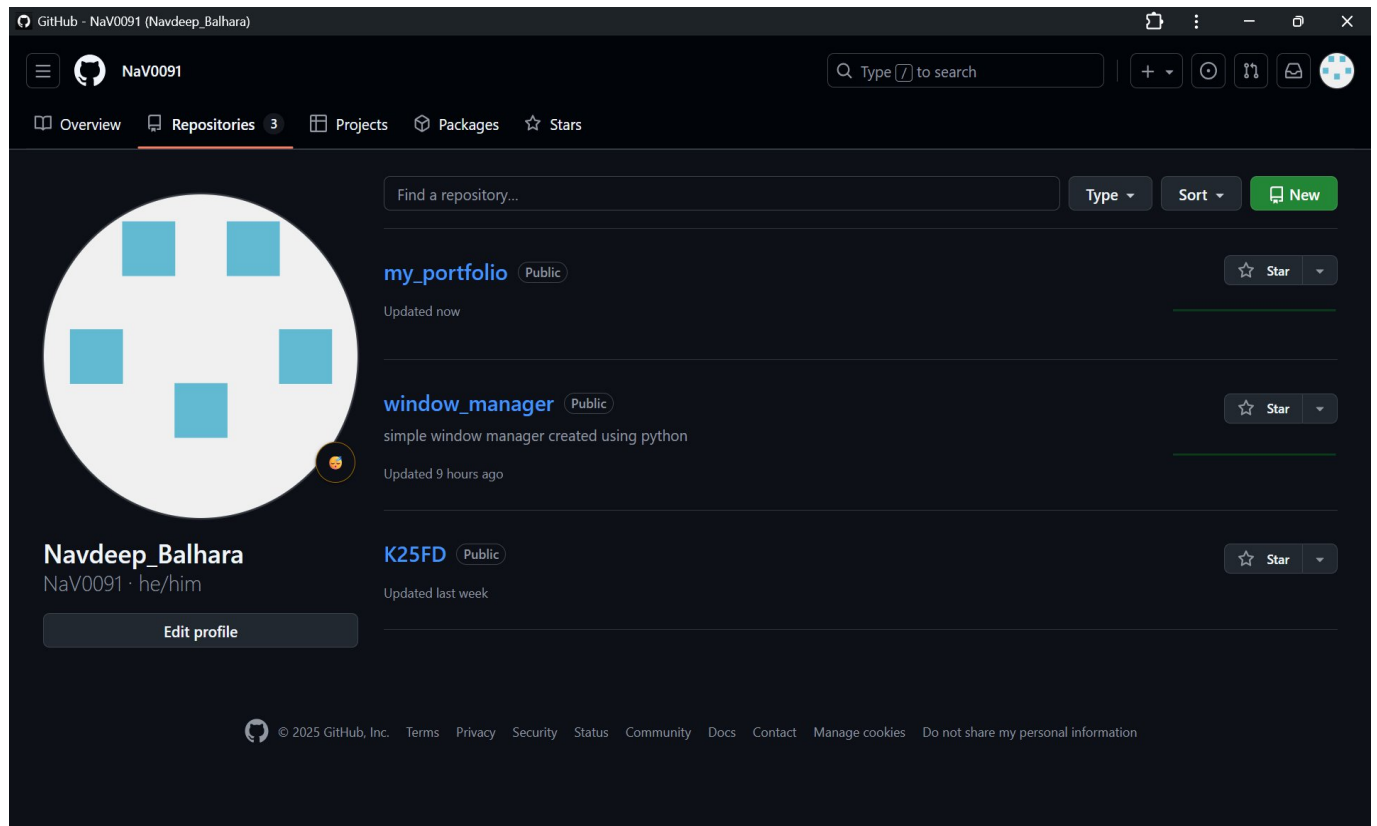 GitHub - NaV0091 (Navdeep_Balhara)
NaV0091
Type / to search
Overview Repositories 3 Projects Packages Stars
Find a repository... Type Sort New
my_portfolio Public Star
Updated now
window_manager Public Star
simple window manager created using python
Updated 9 hours ago
Navdeep_Balhara
NaV0091 · he/him
Edit profile
K25FD Public Star
Updated last week
© 2025 GitHub, Inc. Terms Privacy Security Status Community Docs Contact Manage cookies Do not share my personal information